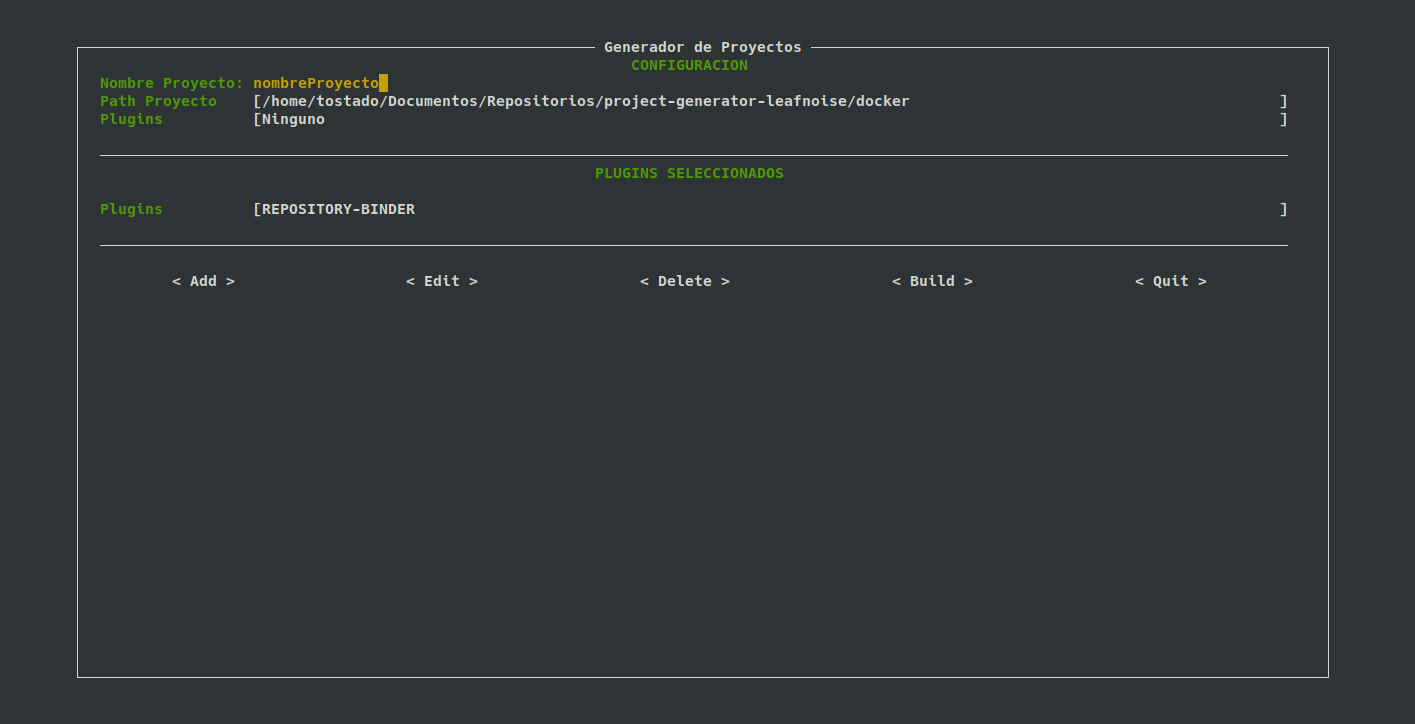 Generador de Proyectos
CONFIGURACION
Nombre Proyecto: nombreProyecto
Path Proyecto [/home/tostado/Documentos/Repositorios/project-generator-leafnoise/docker ]
Plugins [Ninguno ]
PLUGINS SELECCIONADOS
Plugins [REPOSITORY-BINDER ]
< Add > < Edit > < Delete > < Build > < Quit >